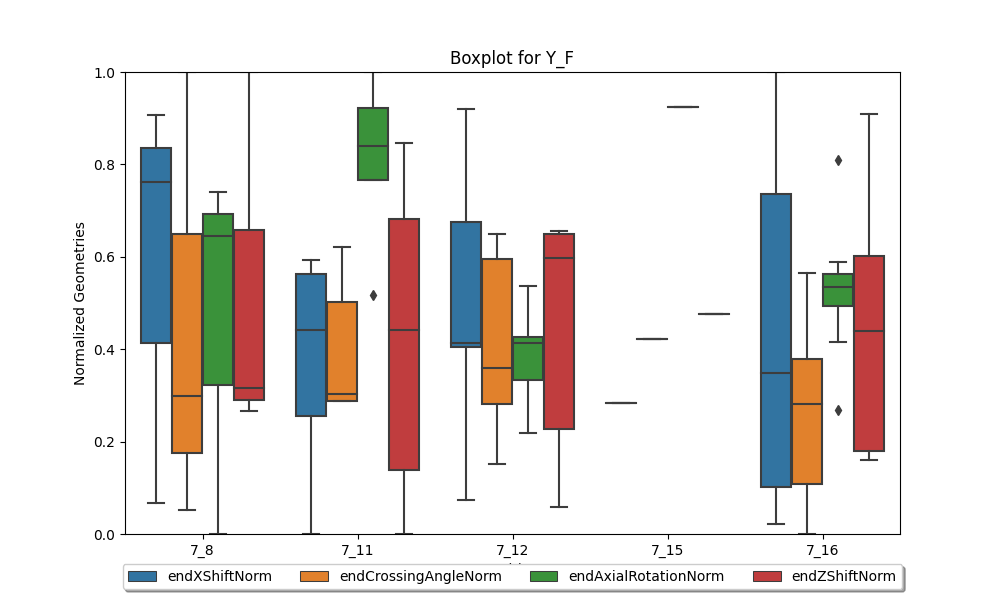 Boxplot for Y_F
Normalized Geometries
1.0
0.8
0.6
0.4
0.2
0.0
7_8 7_11 7_12 7_15 7_16
endXShiftNorm endCrossingAngleNorm endAxialRotationNorm endZShiftNorm